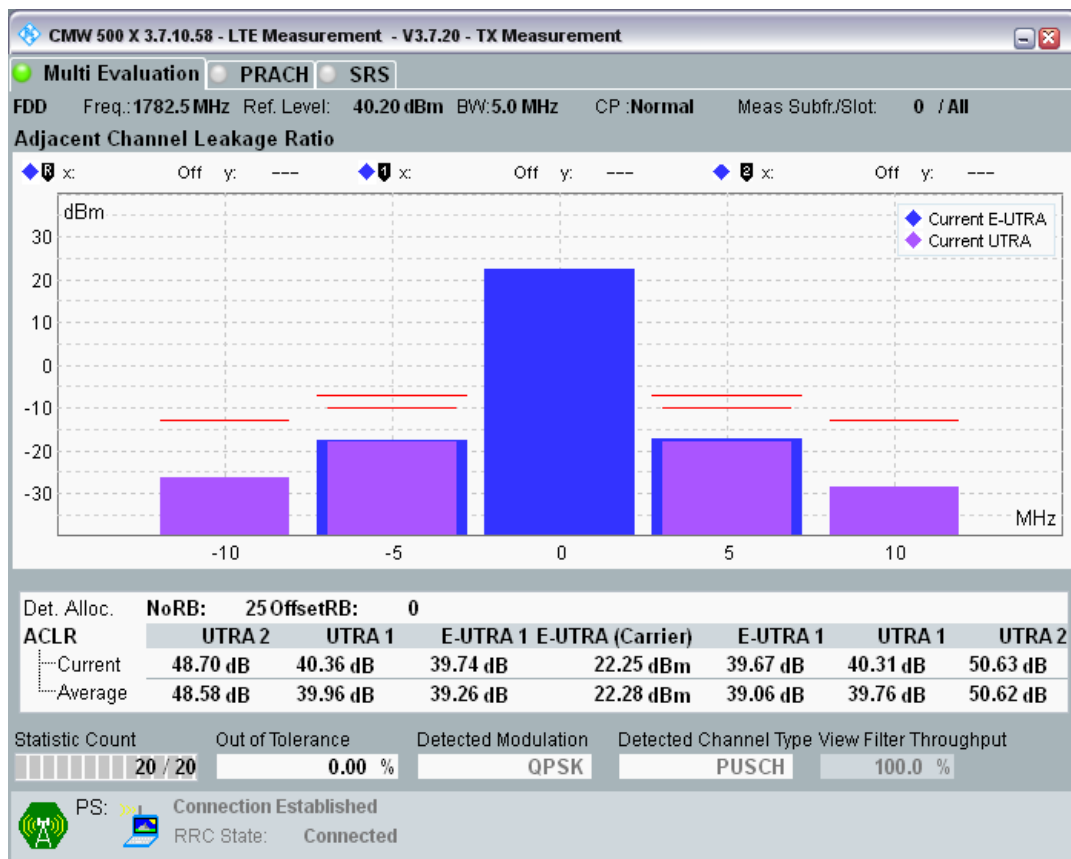 CMW 500 X 3.7.10.58 - LTE Measurement - V3.7.20 - TX Measurement
Multi Evaluation PRACH SRS
FDD Freq.:1782.5 MHz Ref. Level: 40.20 dBm BW:5.0 MHz CP :Normal Meas Subfr./Slot: 0 / All
Adjacent Channel Leakage Ratio
R x: Off y: --- 1 x: Off y: --- 2 x: Off y: ---
dBm
Current E-UTRA
Current UTRA
30
20
10
0
-10
-20
-30
MHz
-10 -5 0 5 10
Det. Alloc. NoRB: 25 OffsetRB: 0
ACLR UTRA 2 UTRA 1 E-UTRA 1 E-UTRA (Carrier) E-UTRA 1 UTRA 1 UTRA 2
Current 48.70 dB 40.36 dB 39.74 dB 22.25 dBm 39.67 dB 40.31 dB 50.63 dB
Average 48.58 dB 39.96 dB 39.26 dB 22.28 dBm 39.06 dB 39.76 dB 50.62 dB
Statistic Count Out of Tolerance Detected Modulation Detected Channel Type View Filter Throughput
20 / 20 0.00 % QPSK PUSCH 100.0 %
PS: Connection Established
RRC State: Connected